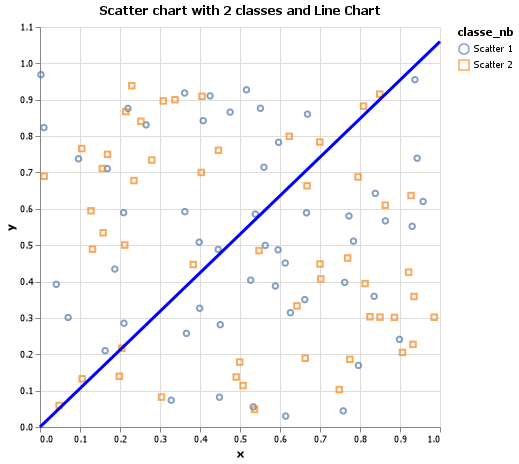 Scatter chart with 2 classes and Line Chart
classe_nb
Scatter 1
Scatter 2
y
1.1
1.0
0.9
0.8
0.7
0.6
0.5
0.4
0.3
0.2
0.1
0.0
0.0 0.1 0.2 0.3 0.4 0.5 0.6 0.7 0.8 0.9 1.0
x